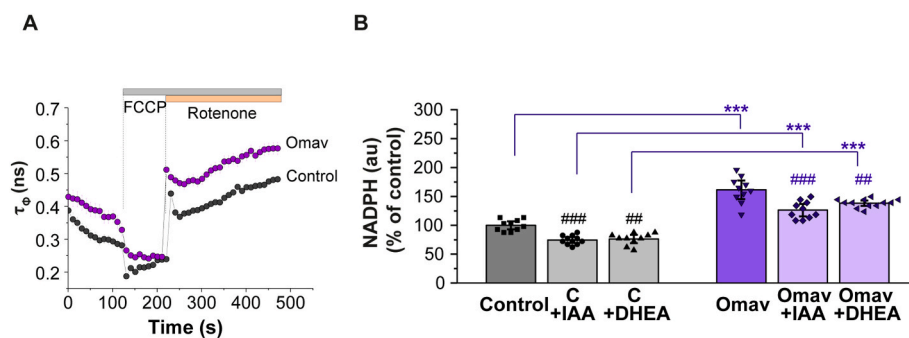 A
FCCP
Rotenone
0.7
0.6
0.5
0.4
0.3
0.2
τΦ (ns)
Omav
Control
0 100 200 300 400 500
Time (s)
B
300
250
200
150
100
50
0
NADPH (au)
(% of control)
***
***
***
###
##
###
##
Control
C
+IAA
C
+DHEA
Omav
Omav
+IAA
Omav
+DHEA